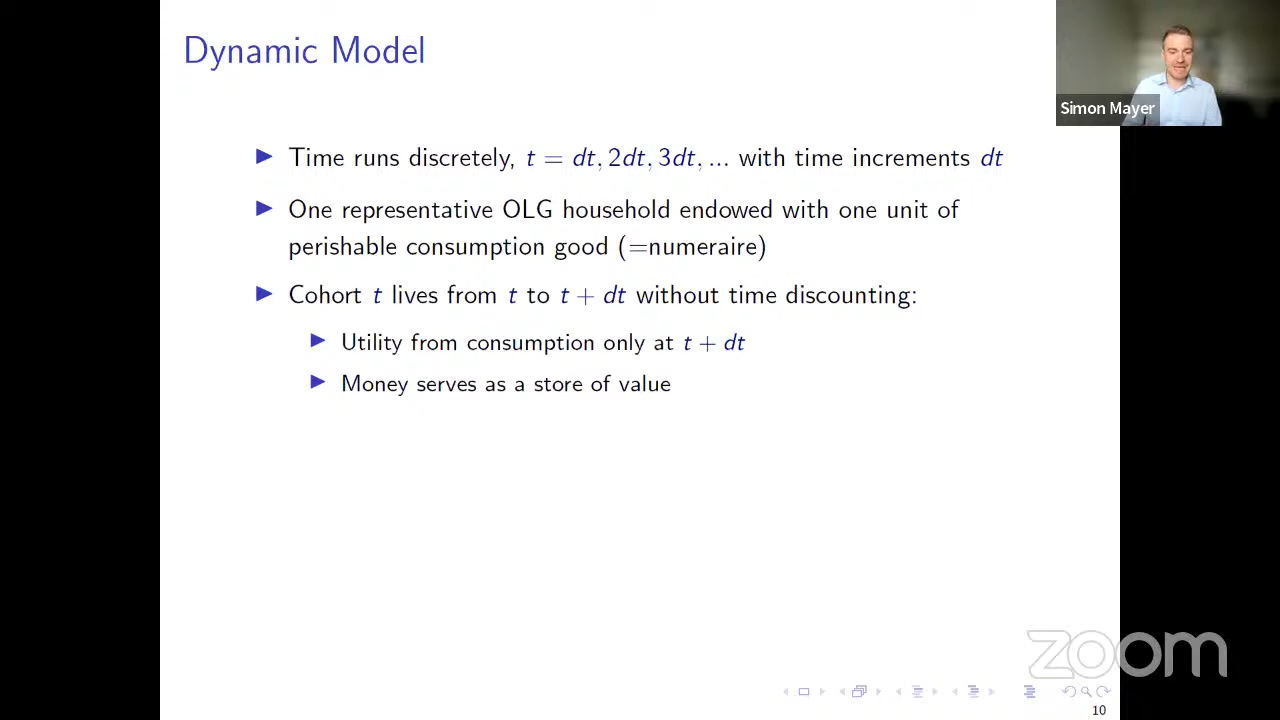 Dynamic Model
Simon Mayer
▶ Time runs discretely, t = dt, 2dt, 3dt, ... with time increments dt
▶ One representative OLG household endowed with one unit of
perishable consumption good (=numeraire)
▶ Cohort t lives from t to t + dt without time discounting:
▶ Utility from consumption only at t + dt
▶ Money serves as a store of value
zoom
10